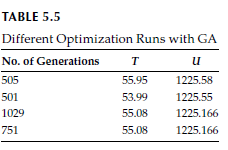 TABLE 5.5
Different Optimization Runs with GA
No. of Generations T U
505 55.95 1225.58
501 53.99 1225.55
1029 55.08 1225.166
751 55.08 1225.166